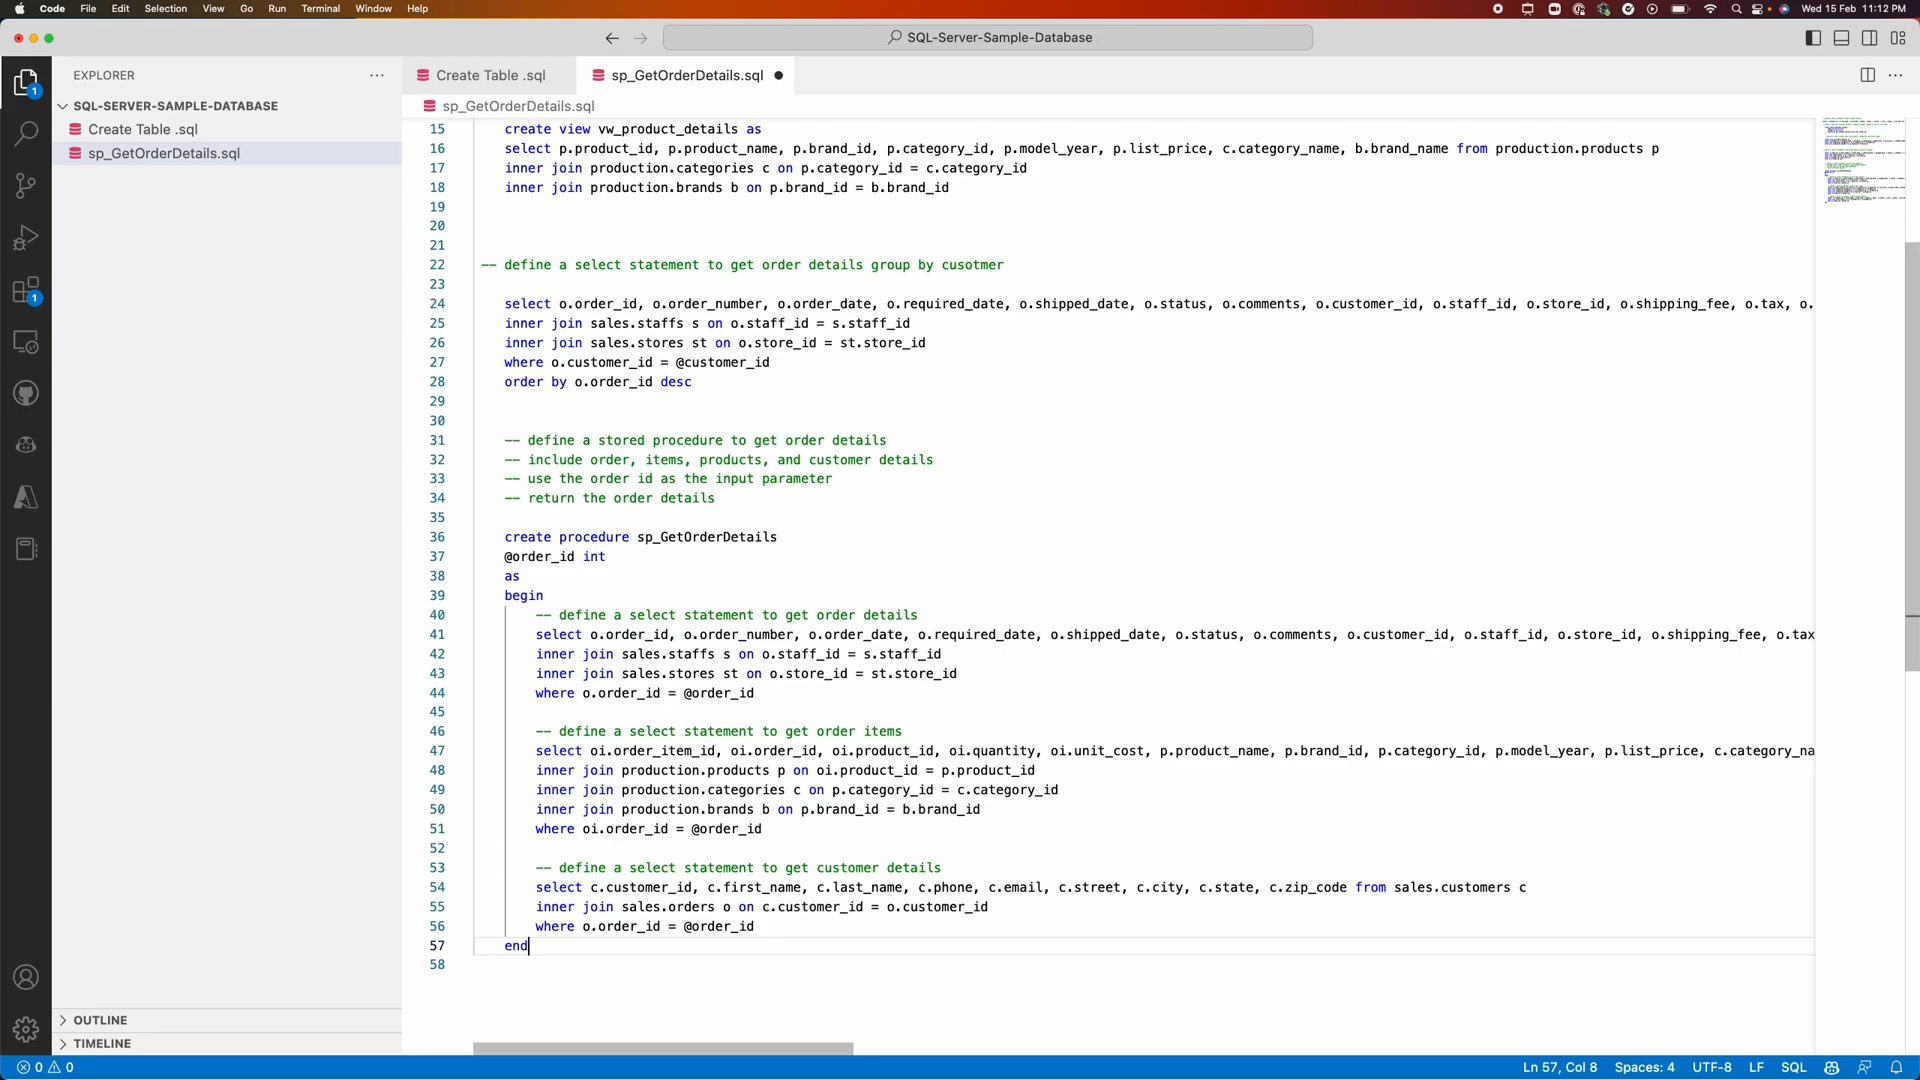 Code File Edit Selection View Go Run Terminal Window Help
Wed 15 Feb 11:12 PM
SQL-Server-Sample-Database
EXPLORER
SQL-SERVER-SAMPLE-DATABASE
Create Table .sql
sp_GetOrderDetails.sql
1
1
OUTLINE
TIMELINE
Create Table .sql
sp_GetOrderDetails.sql
sp_GetOrderDetails.sql
15 create view vw_product_details as
16 select p.product_id, p.product_name, p.brand_id, p.category_id, p.model_year, p.list_price, c.category_name, b.brand_name from production.products p
17 inner join production.categories c on p.category_id = c.category_id
18 inner join production.brands b on p.brand_id = b.brand_id
19
20
21
22 -- define a select statement to get order details group by cusotmer
23
24 select o.order_id, o.order_number, o.order_date, o.required_date, o.shipped_date, o.status, o.comments, o.customer_id, o.staff_id, o.store_id, o.shipping_fee, o.tax, o.
25 inner join sales.staffs s on o.staff_id = s.staff_id
26 inner join sales.stores st on o.store_id = st.store_id
27 where o.customer_id = @customer_id
28 order by o.order_id desc
29
30
31 -- define a stored procedure to get order details
32 -- include order, items, products, and customer details
33 -- use the order id as the input parameter
34 -- return the order details
35
36 create procedure sp_GetOrderDetails
37 @order_id int
38 as
39 begin
40 -- define a select statement to get order details
41 select o.order_id, o.order_number, o.order_date, o.required_date, o.shipped_date, o.status, o.comments, o.customer_id, o.staff_id, o.store_id, o.shipping_fee, o.tax
42 inner join sales.staffs s on o.staff_id = s.staff_id
43 inner join sales.stores st on o.store_id = st.store_id
44 where o.order_id = @order_id
45
46 -- define a select statement to get order items
47 select oi.order_item_id, oi.order_id, oi.product_id, oi.quantity, oi.unit_cost, p.product_name, p.brand_id, p.category_id, p.model_year, p.list_price, c.category_na
48 inner join production.products p on oi.product_id = p.product_id
49 inner join production.categories c on p.category_id = c.category_id
50 inner join production.brands b on p.brand_id = b.brand_id
51 where oi.order_id = @order_id
52
53 -- define a select statement to get customer details
54 select c.customer_id, c.first_name, c.last_name, c.phone, c.email, c.street, c.city, c.state, c.zip_code from sales.customers c
55 inner join sales.orders o on c.customer_id = o.customer_id
56 where o.order_id = @order_id
57 end
58
0 0
Ln 57, Col 8 Spaces: 4 UTF-8 LF SQL